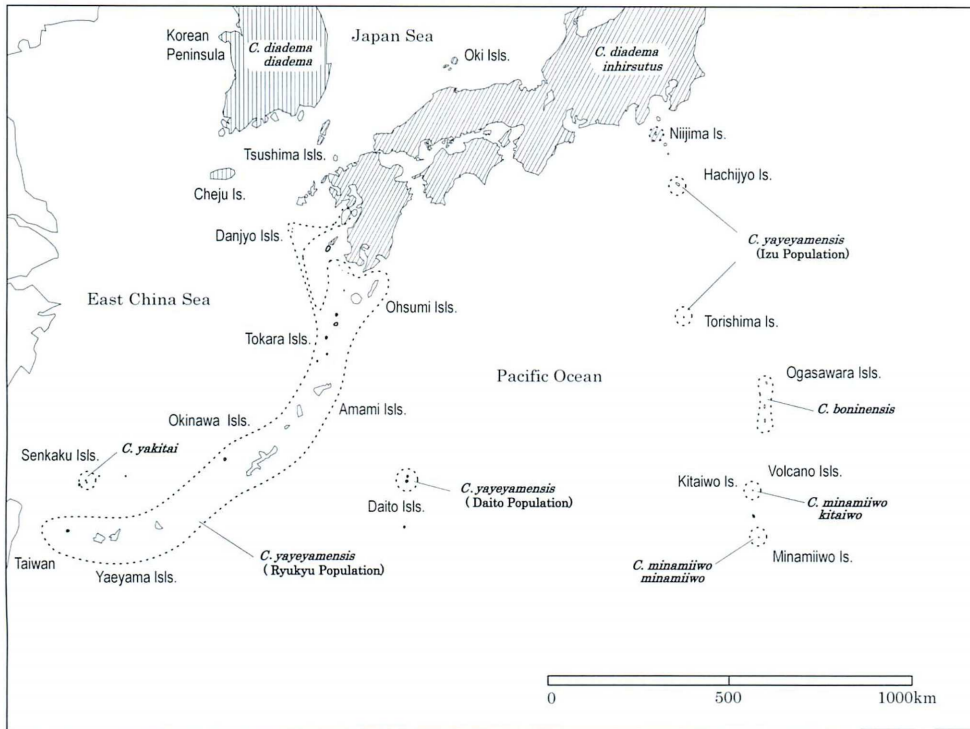 Japan Sea
Korean
Peninsula
C. diadema
diadema
Oki Isls.
C. diadema
inhirsutus
Niijima Is.
Tsushima Isls.
Cheju Is.
Hachijyo Is.
Danjyo Isls.
C. yayeyamensis
(Izu Population)
East China Sea
Ohsumi Isls.
Torishima Is.
Tokara Isls.
Pacific Ocean
Ogasawara Isls.
Amami Isls.
C. boninensis
Okinawa Isls.
C. yakitai
Senkaku Isls.
Volcano Isls.
Kitaiwo Is.
C. yayeyamensis
( Daito Population)
Daito Isls.
C. minamiiwo
kitaiwo
C. yayeyamensis
( Ryukyu Population)
Taiwan
Yaeyama Isls.
C. minamiiwo
minamiiwo
Minamiiwo Is.
0 500 1000km